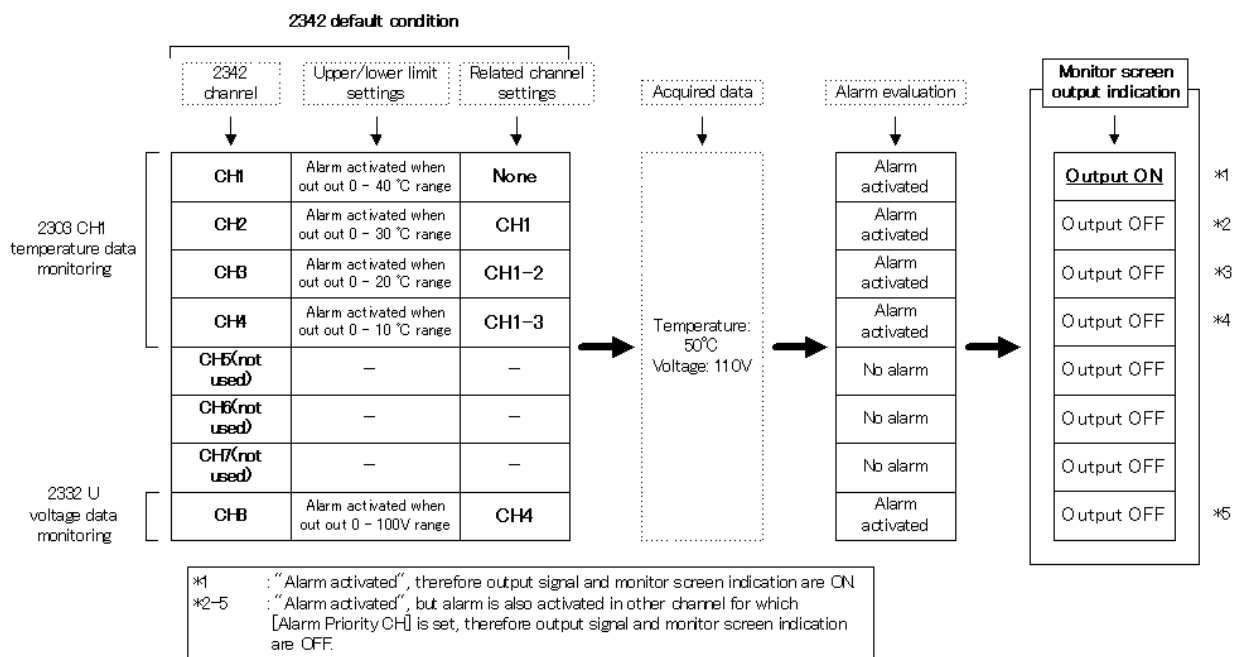 2342 default condition
2342 channel
Upper/lower limit settings
Related channel settings
Acquired data
Alarm evaluation
Monitor screen output indication
2303 CH1 temperature data monitoring
CH1
Alarm activated when out out 0 - 40 °C range
None
Alarm activated
Output ON
*1
CH2
Alarm activated when out out 0 - 30 °C range
CH1
Alarm activated
Output OFF
*2
CH3
Alarm activated when out out 0 - 20 °C range
CH1-2
Alarm activated
Output OFF
*3
CH4
Alarm activated when out out 0 - 10 °C range
CH1-3
Alarm activated
Output OFF
*4
Temperature: 50°C
Voltage: 110V
CH5(not used)
–
–
No alarm
Output OFF
CH6(not used)
–
–
No alarm
Output OFF
CH7(not used)
–
–
No alarm
Output OFF
2332 U voltage data monitoring
CH8
Alarm activated when out out 0 - 100V range
CH4
Alarm activated
Output OFF
*5
*1 : "Alarm activated", therefore output signal and monitor screen indication are ON.
*2-5 : "Alarm activated", but alarm is also activated in other channel for which
[Alarm Priority CH] is set, therefore output signal and monitor screen indication
are OFF.